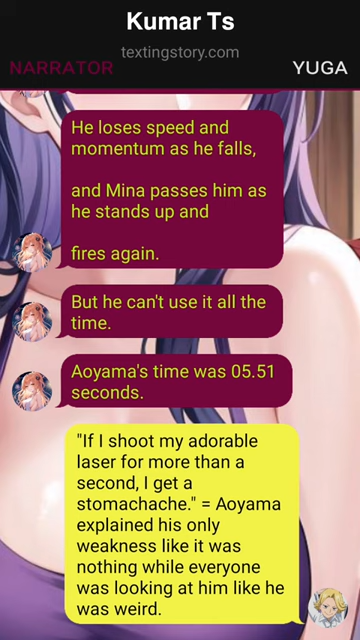 Kumar Ts
textingstory.com
NARRATOR
YUGA
He loses speed and
momentum as he falls,
and Mina passes him as
he stands up and
fires again.
But he can't use it all the
time.
Aoyama's time was 05.51
seconds.
"If I shoot my adorable
laser for more than a
second, I get a
stomachache." = Aoyama
explained his only
weakness like it was
nothing while everyone
was looking at him like he
was weird.